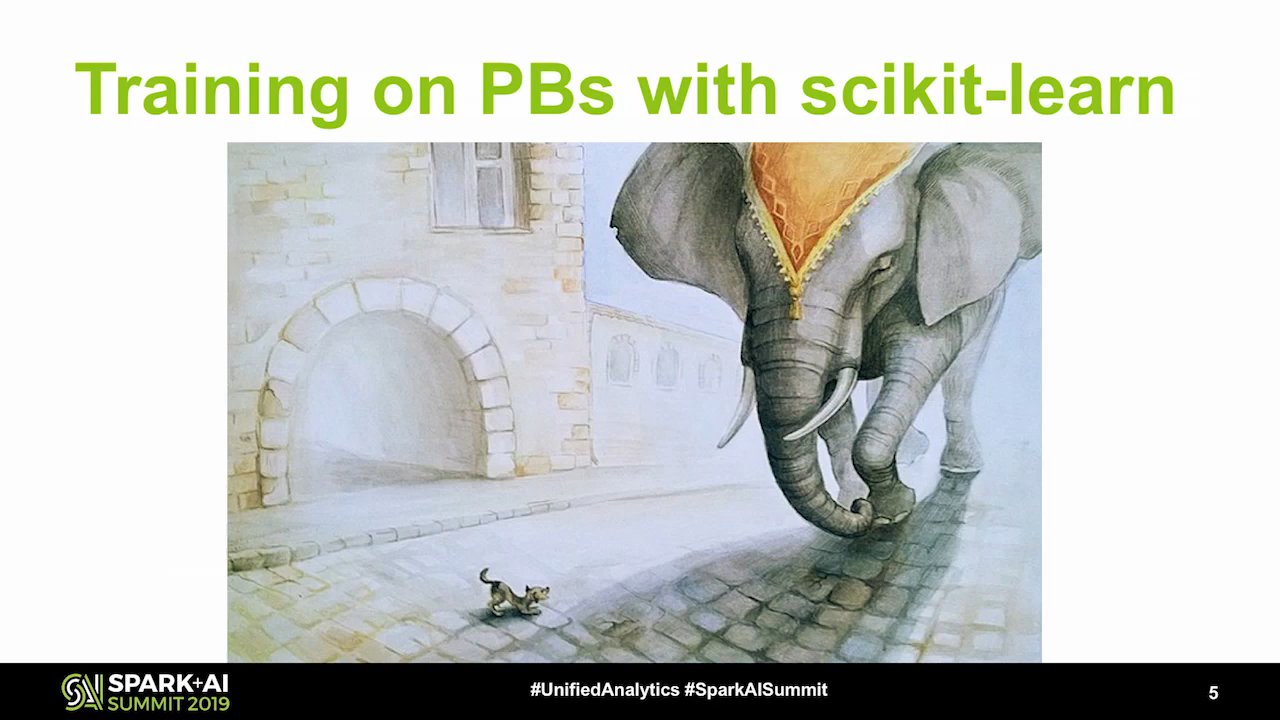 Training on PBs with scikit-learn
SPARK+AI
SUMMIT 2019
#UnifiedAnalytics #SparkAISummit
5